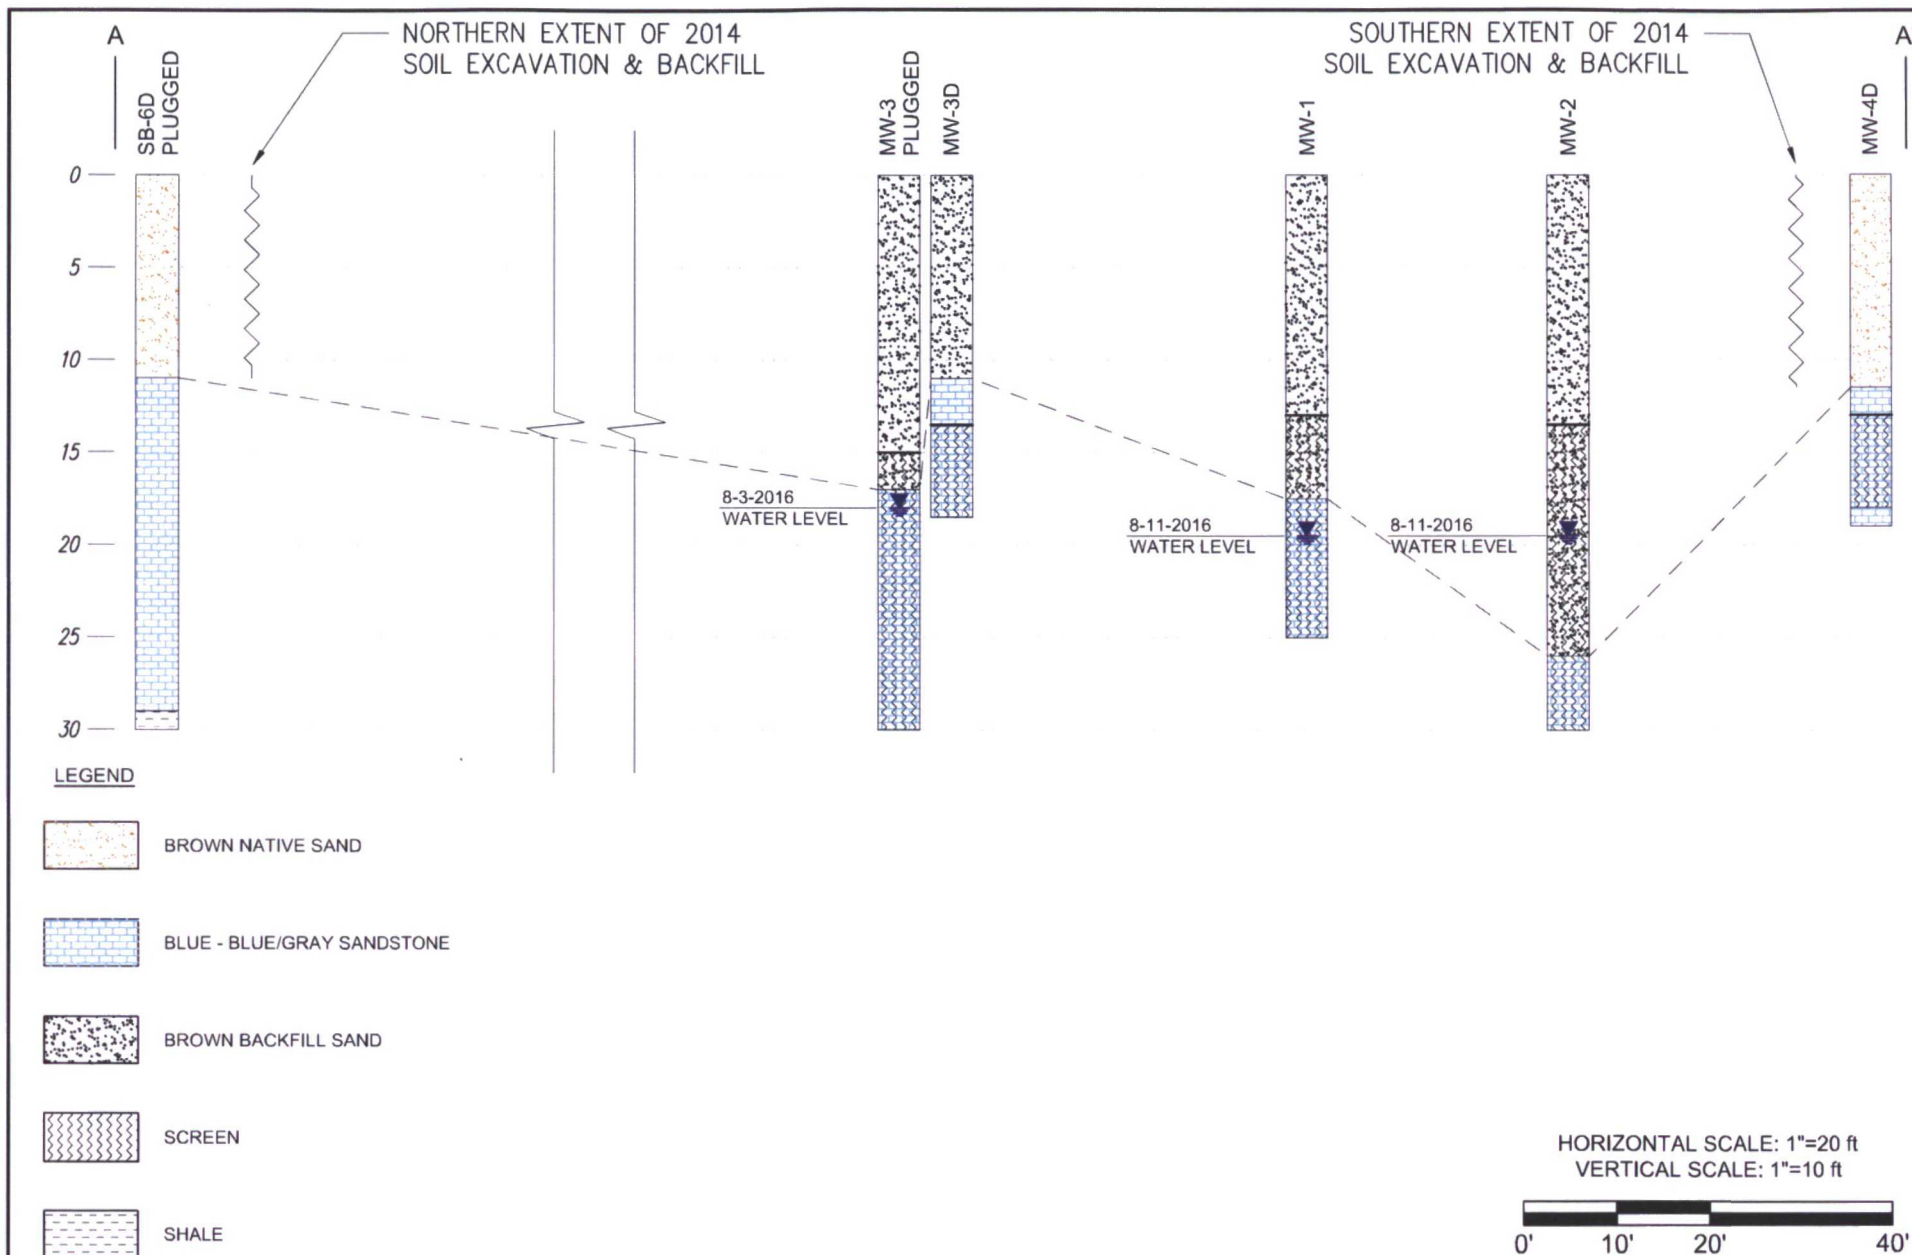 A
NORTHERN EXTENT OF 2014
SOIL EXCAVATION & BACKFILL
SOUTHERN EXTENT OF 2014
SOIL EXCAVATION & BACKFILL
A
SB-6D
PLUGGED
MW-3
PLUGGED
MW-3D
MW-1
MW-2
MW-4D
0
5
10
15
20
25
30
8-3-2016
WATER LEVEL
8-11-2016
WATER LEVEL
8-11-2016
WATER LEVEL
LEGEND
BROWN NATIVE SAND
BLUE - BLUE/GRAY SANDSTONE
BROWN BACKFILL SAND
SCREEN
SHALE
HORIZONTAL SCALE: 1"=20 ft
VERTICAL SCALE: 1"=10 ft
0' 10' 20' 40'